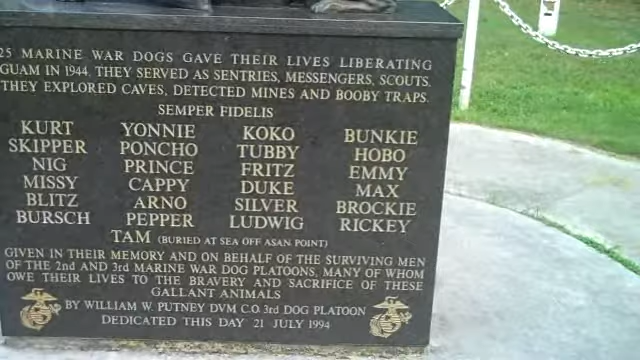 25 MARINE WAR DOGS GAVE THEIR LIVES LIBERATING
GUAM IN 1944. THEY SERVED AS SENTRIES, MESSENGERS, SCOUTS.
THEY EXPLORED CAVES, DETECTED MINES AND BOOBY TRAPS.
SEMPER FIDELIS
KURT YONNIE KOKO BUNKIE
SKIPPER PONCHO TUBBY HOBO
NIG PRINCE FRITZ EMMY
MISSY CAPPY DUKE MAX
BLITZ ARNO SILVER BROCKIE
BURSCH PEPPER LUDWIG RICKEY
TAM (BURIED AT SEA OFF ASAN POINT)
GIVEN IN THEIR MEMORY AND ON BEHALF OF THE SURVIVING MEN
OF THE 2nd AND 3rd MARINE WAR DOG PLATOONS, MANY OF WHOM
OWE THEIR LIVES TO THE BRAVERY AND SACRIFICE OF THESE
GALLANT ANIMALS
BY WILLIAM W. PUTNEY DVM C.O. 3rd DOG PLATOON
DEDICATED THIS DAY 21 JULY 1994